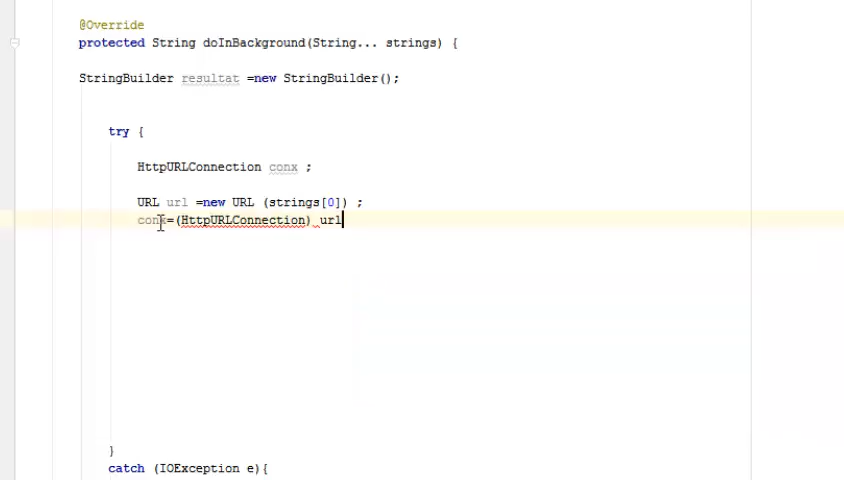 @Override
protected String doInBackground(String... strings) {
StringBuilder resultat =new StringBuilder();
try {
HttpURLConnection conx ;
URL url =new URL (strings[0]) ;
conx=(HttpURLConnection) url
}
catch (IOException e){